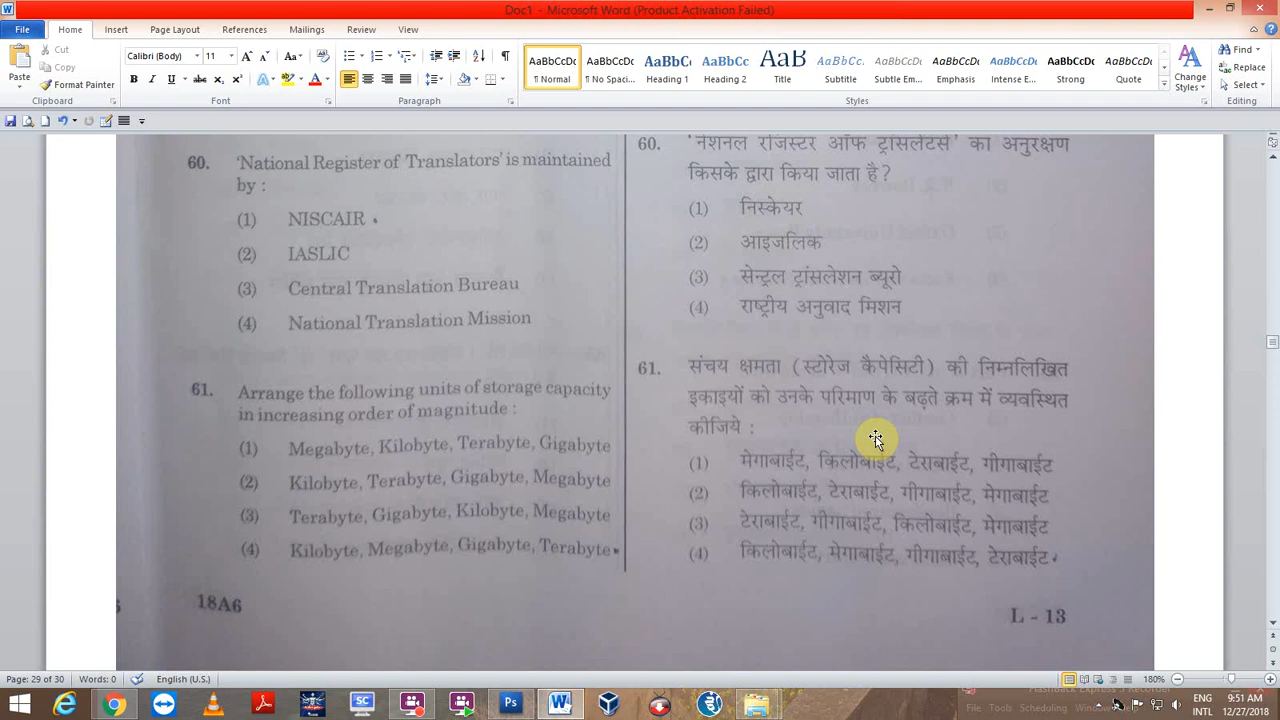 Doc1 - Microsoft Word (Product Activation Failed)
File Home Insert Page Layout References Mailings Review View
Paste
Cut
Copy
Format Painter
Clipboard
Calibri (Body) 11
Font
Paragraph
AaBbCcDc AaBbCcDc AaBbC AaBbCc AaB AaBbCc. AaBbCcDc AaBbCcDc AaBbCcDc AaBbCcDc AaBbCcDc
¶ Normal ¶ No Spaci... Heading 1 Heading 2 Title Subtitle Subtle Em... Emphasis Intense E... Strong Quote
Styles
Change
Styles
Find
Replace
Select
Editing
60. 'National Register of Translators' is maintained
by :
(1) NISCAIR
(2) IASLIC
(3) Central Translation Bureau
(4) National Translation Mission
61. Arrange the following units of storage capacity
in increasing order of magnitude :
(1) Megabyte, Kilobyte, Terabyte, Gigabyte
(2) Kilobyte, Terabyte, Gigabyte, Megabyte
(3) Terabyte, Gigabyte, Kilobyte, Megabyte
(4) Kilobyte, Megabyte, Gigabyte, Terabyte
18A6
60. 'नेशनल रजिस्टर ऑफ ट्रांसलेटर्स' का अनुरक्षण
किसके द्वारा किया जाता है?
(1) निस्केयर
(2) आइजलिक
(3) सेन्ट्रल ट्रांसलेशन ब्यूरो
(4) राष्ट्रीय अनुवाद मिशन
61. संचय क्षमता (स्टोरेज कैपेसिटी) की निम्नलिखित
इकाइयों को उनके परिमाण के बढ़ते क्रम में व्यवस्थित
कीजिये :
(1) मेगाबाईट, किलोबाईट, टेराबाईट, गीगाबाईट
(2) किलोबाईट, टेराबाईट, गीगाबाईट, मेगाबाईट
(3) टेराबाईट, गीगाबाईट, किलोबाईट, मेगाबाईट
(4) किलोबाईट, मेगाबाईट, गीगाबाईट, टेराबाईट
L - 13
Page: 29 of 30 Words: 0 English (U.S.) 180%
Flashback Express 5 Recorder
File Tools Scheduling Window
ENG
INTL
9:51 AM
12/27/2018